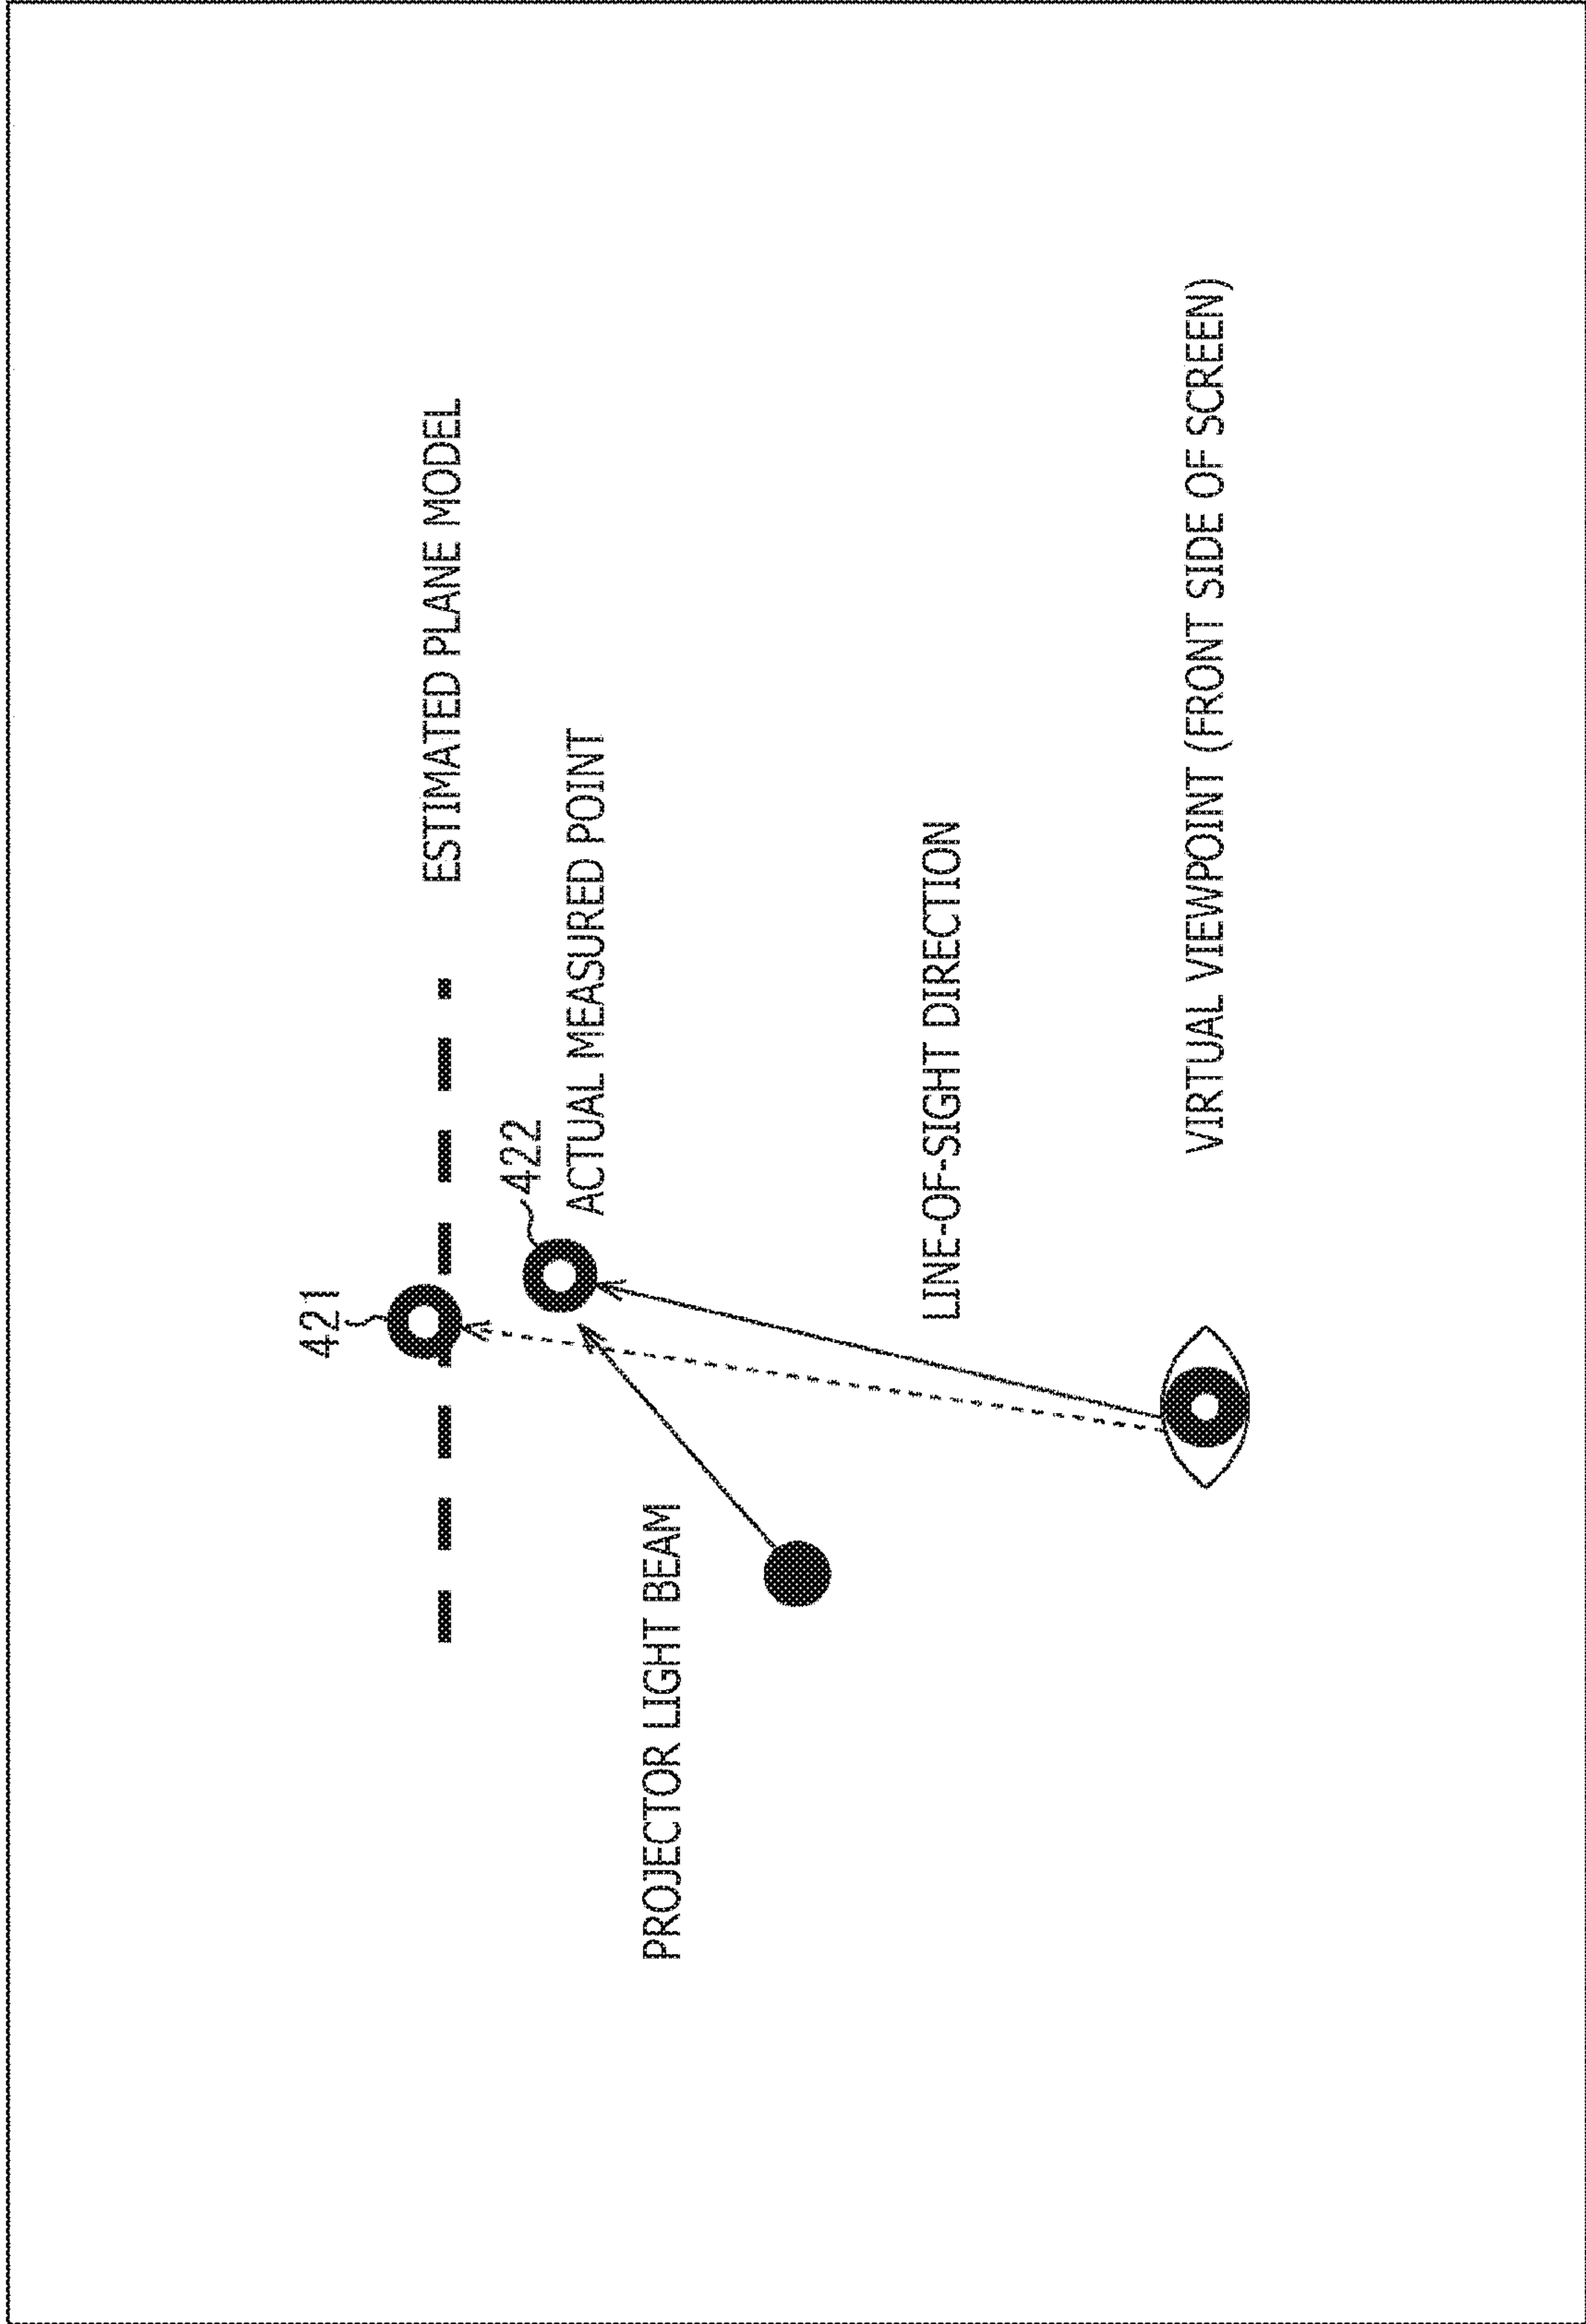 421
ESTIMATED PLANE MODEL
422
ACTUAL MEASURED POINT
PROJECTOR LIGHT BEAM
LINE-OF-SIGHT DIRECTION
VIRTUAL VIEWPOINT (FRONT SIDE OF SCREEN)